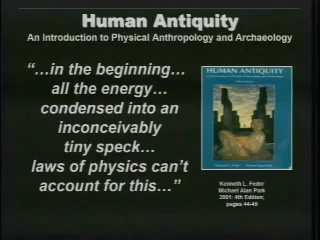 Human Antiquity
An Introduction to Physical Anthropology and Archaeology
“…in the beginning…
all the energy…
condensed into an
inconceivably
tiny speck…
laws of physics can’t
account for this…”
HUMAN ANTIQUITY
Kenneth L. Feder
Michael Alan Park
2001: 4th Edition;
pages 44-49